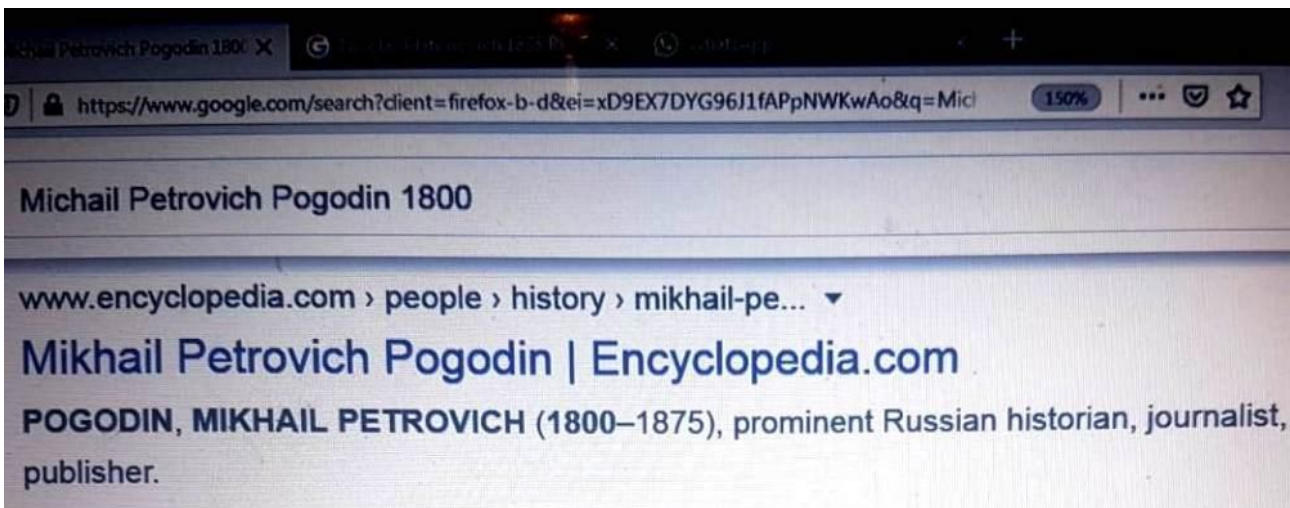 Petrovich Pogodin 1800 X
https://www.google.com/search?client=firefox-b-d&ei=xD9EX7DYG96J1fAPpNWKwAo&q=Micl 150%
Michail Petrovich Pogodin 1800
www.encyclopedia.com › people › history › mikhail-pe...
Mikhail Petrovich Pogodin | Encyclopedia.com
POGODIN, MIKHAIL PETROVICH (1800–1875), prominent Russian historian, journalist,
publisher.